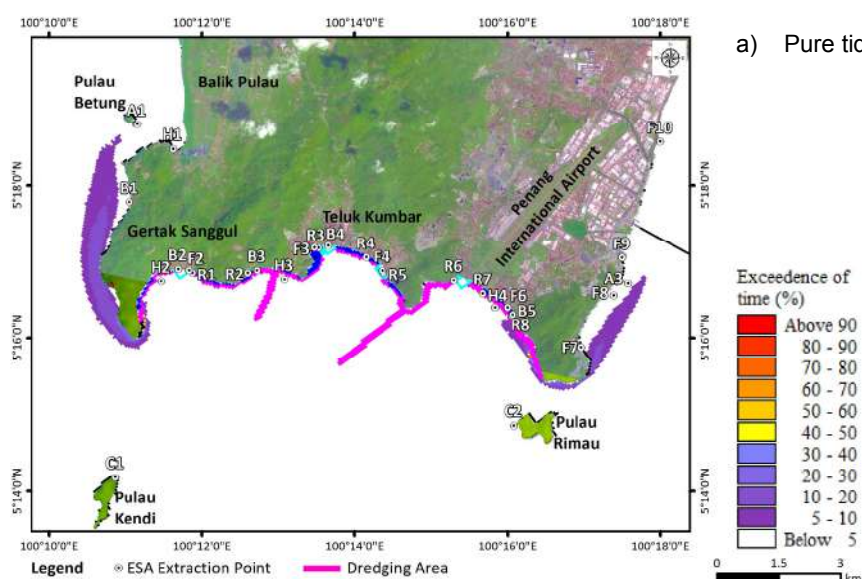 100°10'0"E 100°12'0"E 100°14'0"E 100°16'0"E 100°18'0"E
a) Pure tid
Pulau
Betung
Balik Pulau
A1
H1
F10
5°18'0"N
5°18'0"N
B1
Penang
International Airport
Gertak Sanggul
Teluk Kumbar
R3 B4
F3
R4
F4
R5
B2 F2
H2 R1 R2 B3
H3
R6
R7
H4 F6
B5
R8
F9
A3
F8
F7
5°16'0"N
5°16'0"N
C2
Pulau
Rimau
C1
Pulau
Kendi
5°14'0"N
5°14'0"N
100°10'0"E 100°12'0"E 100°14'0"E 100°16'0"E 100°18'0"E
Legend ESA Extraction Point Dredging Area
Exceedence of
time (%)
Above 90
80 - 90
70 - 80
60 - 70
50 - 60
40 - 50
30 - 40
20 - 30
10 - 20
5 - 10
Below 5
0 1.5 3
km